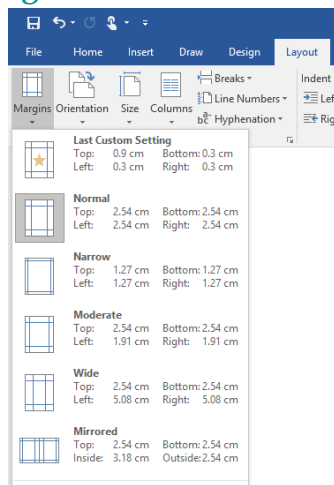 File Home Insert Draw Design Layout
Margins Orientation Size Columns
Breaks
Line Numbers
Hyphenation
Indent
Left
Last Custom Setting
Top: 0.9 cm Bottom: 0.3 cm
Left: 0.3 cm Right: 0.3 cm
Normal
Top: 2.54 cm Bottom: 2.54 cm
Left: 2.54 cm Right: 2.54 cm
Narrow
Top: 1.27 cm Bottom: 1.27 cm
Left: 1.27 cm Right: 1.27 cm
Moderate
Top: 2.54 cm Bottom: 2.54 cm
Left: 1.91 cm Right: 1.91 cm
Wide
Top: 2.54 cm Bottom: 2.54 cm
Left: 5.08 cm Right: 5.08 cm
Mirrored
Top: 2.54 cm Bottom: 2.54 cm
Inside: 3.18 cm Outside: 2.54 cm